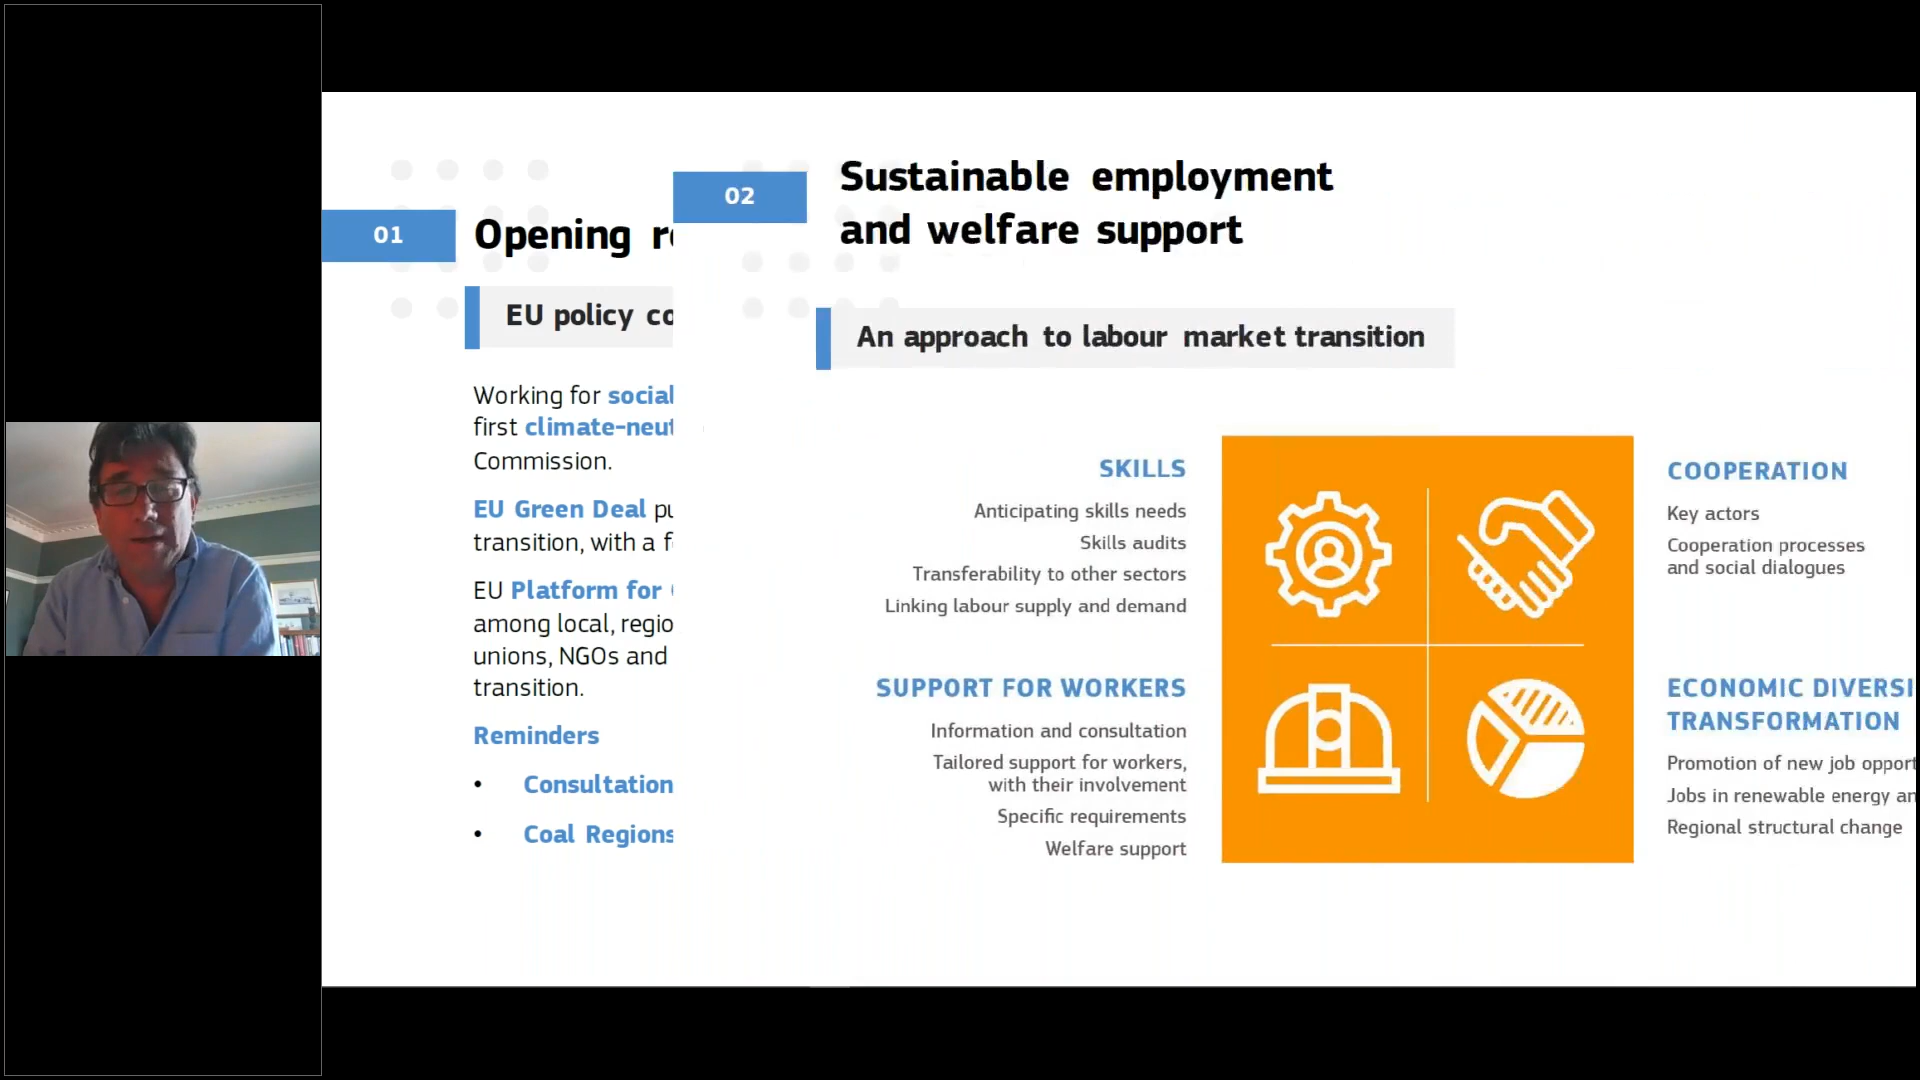 01
Opening
EU policy
Working for social
first climate-neut
Commission.
EU Green Deal
transition, with a
EU Platform for
among local, regio
unions, NGOs and
transition.
Reminders
• Consultation
• Coal Regions
02
Sustainable employment
and welfare support
An approach to labour market transition
SKILLS
Anticipating skills needs
Skills audits
Transferability to other sectors
Linking labour supply and demand
SUPPORT FOR WORKERS
Information and consultation
Tailored support for workers,
with their involvement
Specific requirements
Welfare support
COOPERATION
Key actors
Cooperation processes
and social dialogues
ECONOMIC DIVERSI
TRANSFORMATION
Promotion of new job opport
Jobs in renewable energy an
Regional structural change